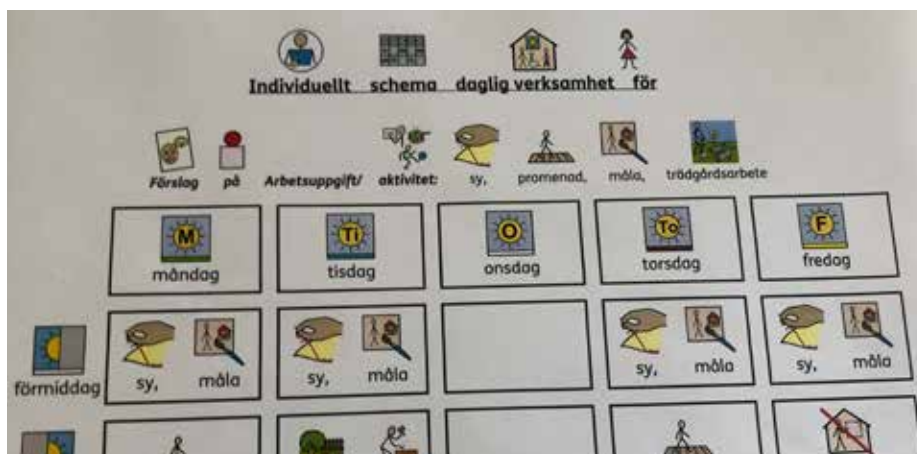 Individuellt schema daglig verksamhet för
Förslag på Arbetsuppgift/ aktivitet: sy, promenad, måla, trädgårdsarbete
M Ti O To F
måndag tisdag onsdag torsdag fredag
förmiddag sy, måla sy, måla sy, måla sy, måla